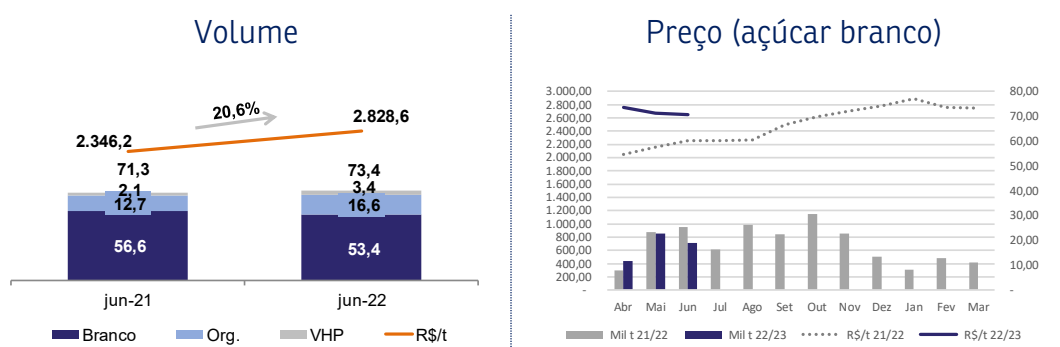 Volume
20,6%
2.346,2
2.828,6
71,3
73,4
2,1
3,4
12,7
16,6
56,6
53,4
jun-21
jun-22
Branco
Org.
VHP
R$/t
Preço (açúcar branco)
3.000,00
2.800,00
2.600,00
2.400,00
2.200,00
2.000,00
1.800,00
1.600,00
1.400,00
1.200,00
1.000,00
800,00
600,00
400,00
200,00
-
80,00
70,00
60,00
50,00
40,00
30,00
20,00
10,00
-
Abr Mai Jun Jul Ago Set Out Nov Dez Jan Fev Mar
Mil t 21/22
Mil t 22/23
R$/t 21/22
R$/t 22/23